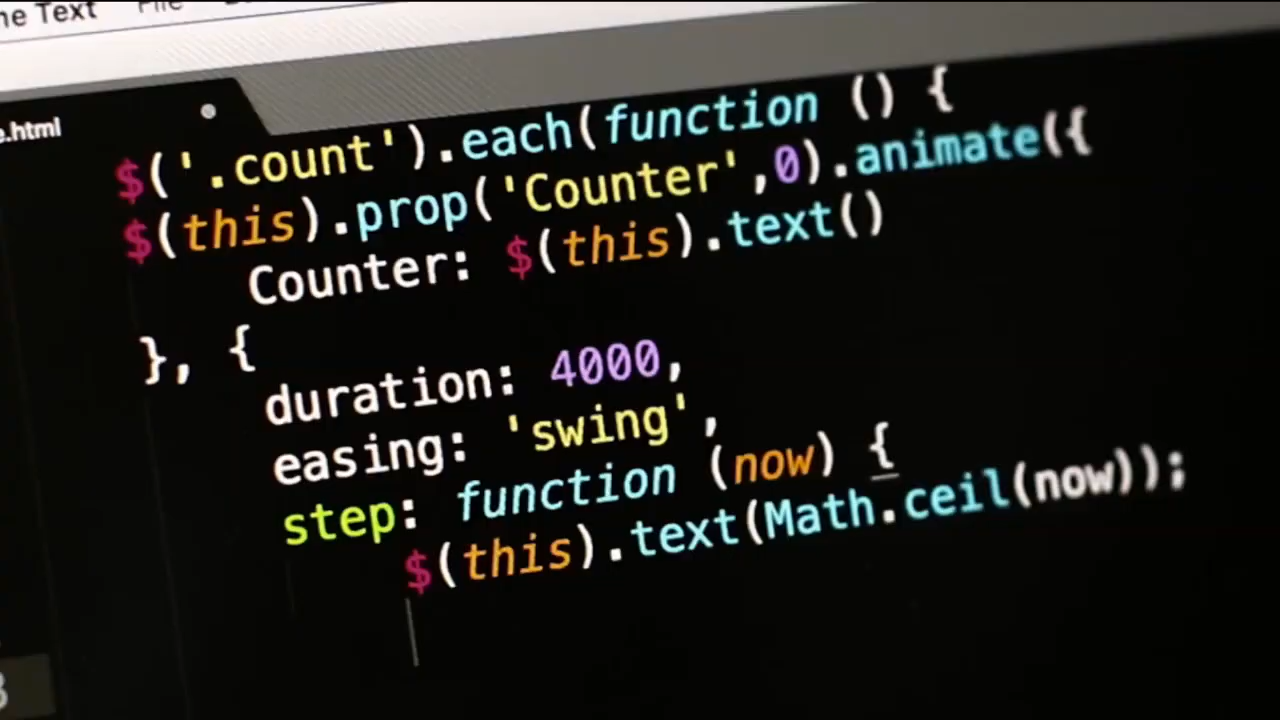 Text File
e.html
$('.count').each(function () {
$(this).prop('Counter',0).animate({
Counter: $(this).text()
}, {
duration: 4000,
easing: 'swing',
step: function (now) {
$(this).text(Math.ceil(now));